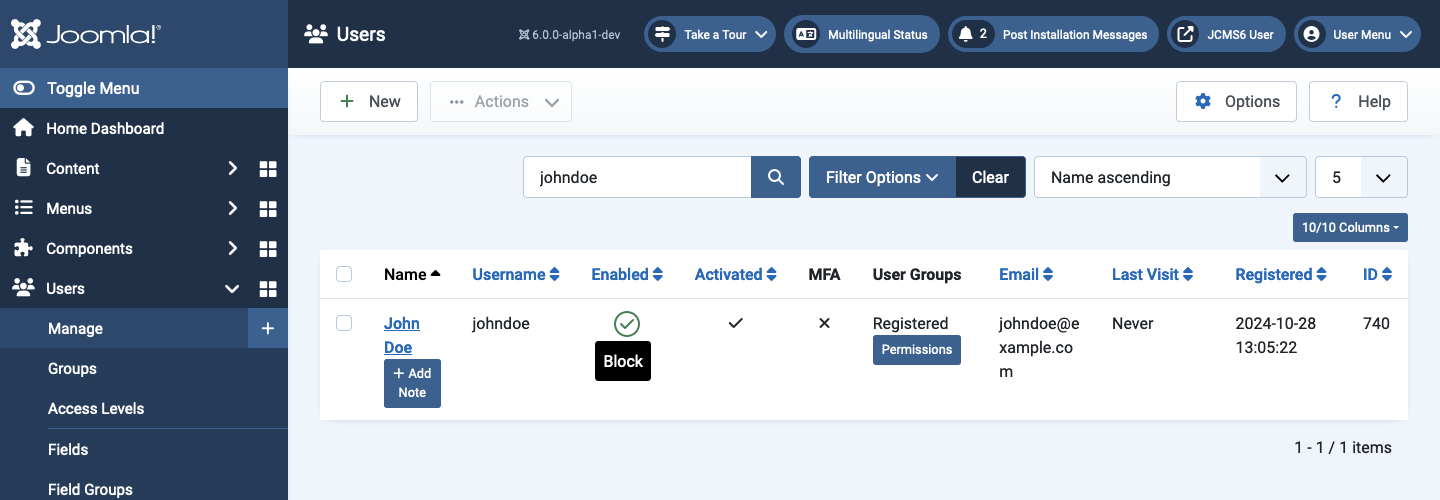 Joomla!®
Users
6.0.0-alpha1-dev
Take a Tour
Multilingual Status
2 Post Installation Messages
JCMS6 User
User Menu
Toggle Menu
Home Dashboard
Content
Menus
Components
Users
Manage
Groups
Access Levels
Fields
Field Groups
New
Actions
Options
Help
johndoe
Filter Options
Clear
Name ascending
5
10/10 Columns
Name Username Enabled Activated MFA User Groups Email Last Visit Registered ID
John
Doe
+ Add
Note
johndoe
Block
Registered
Permissions
johndoe@e
xample.co
m
Never
2024-10-28
13:05:22
740
1 - 1 / 1 items